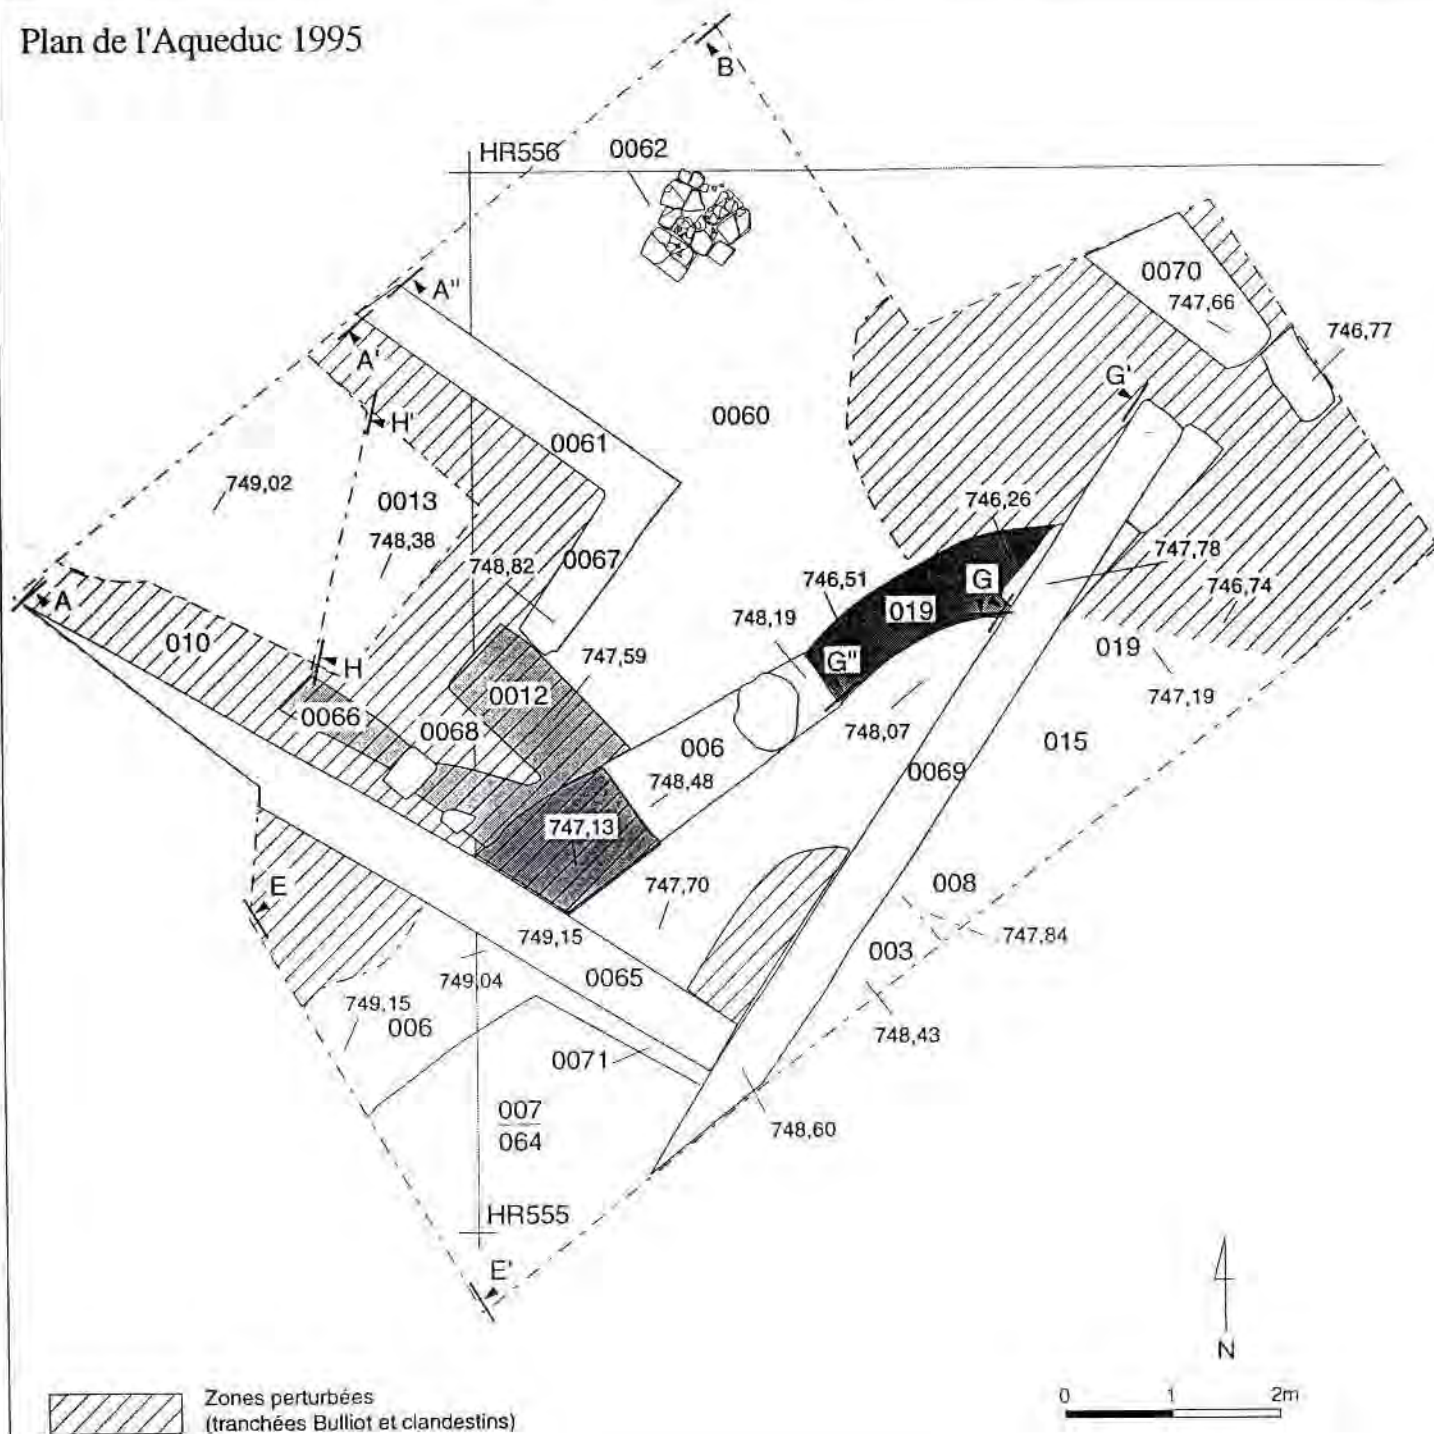 Plan de l'Aqueduc 1995
B
HR556
0062
A"
0070
747,66
746,77
A'
G'
H'
0060
0061
749,02
0013
746,26
748,38
748,82
0067
747,78
746,51
G
746,74
A
019
748,19
010
H
747,59
G"
019
0012
747,19
0066
0068
748,07
015
006
0069
748,48
747,13
E
747,70
008
749,15
747,84
003
0065
749,04
749,15
006
748,43
0071
007
064
748,60
HR555
E'
N
Zones perturbées
(tranchées Bulliot et clandestins)
0 1 2m